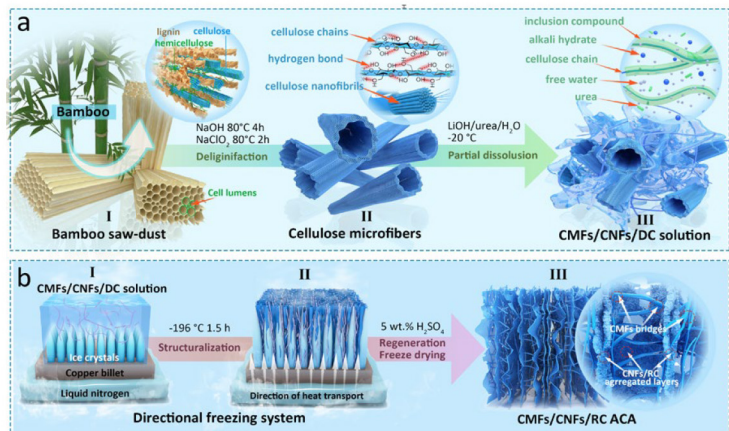 a
lignin
cellulose
hemicellulose
Bamboo
Cell lumens
I
Bamboo saw-dust
NaOH 80°C 4h
NaClO₂ 80°C 2h
Deliginifaction
cellulose chains
hydrogen bond
cellulose nanofibrils
II
Cellulose microfibers
LiOH/urea/H₂O
-20 °C
Partial dissolution
inclusion compound
alkali hydrate
cellulose chain
free water
urea
III
CMFs/CNFs/DC solution
b
I
CMFs/CNFs/DC solution
Ice crystals
Copper billet
Liquid nitrogen
-196 °C 1.5 h
Structuralization
II
Direction of heat transport
Directional freezing system
5 wt.% H₂SO₄
Regeneration
Freeze drying
III
CMFs bridges
CNFs/RC
agrregated layers
CMFs/CNFs/RC ACA